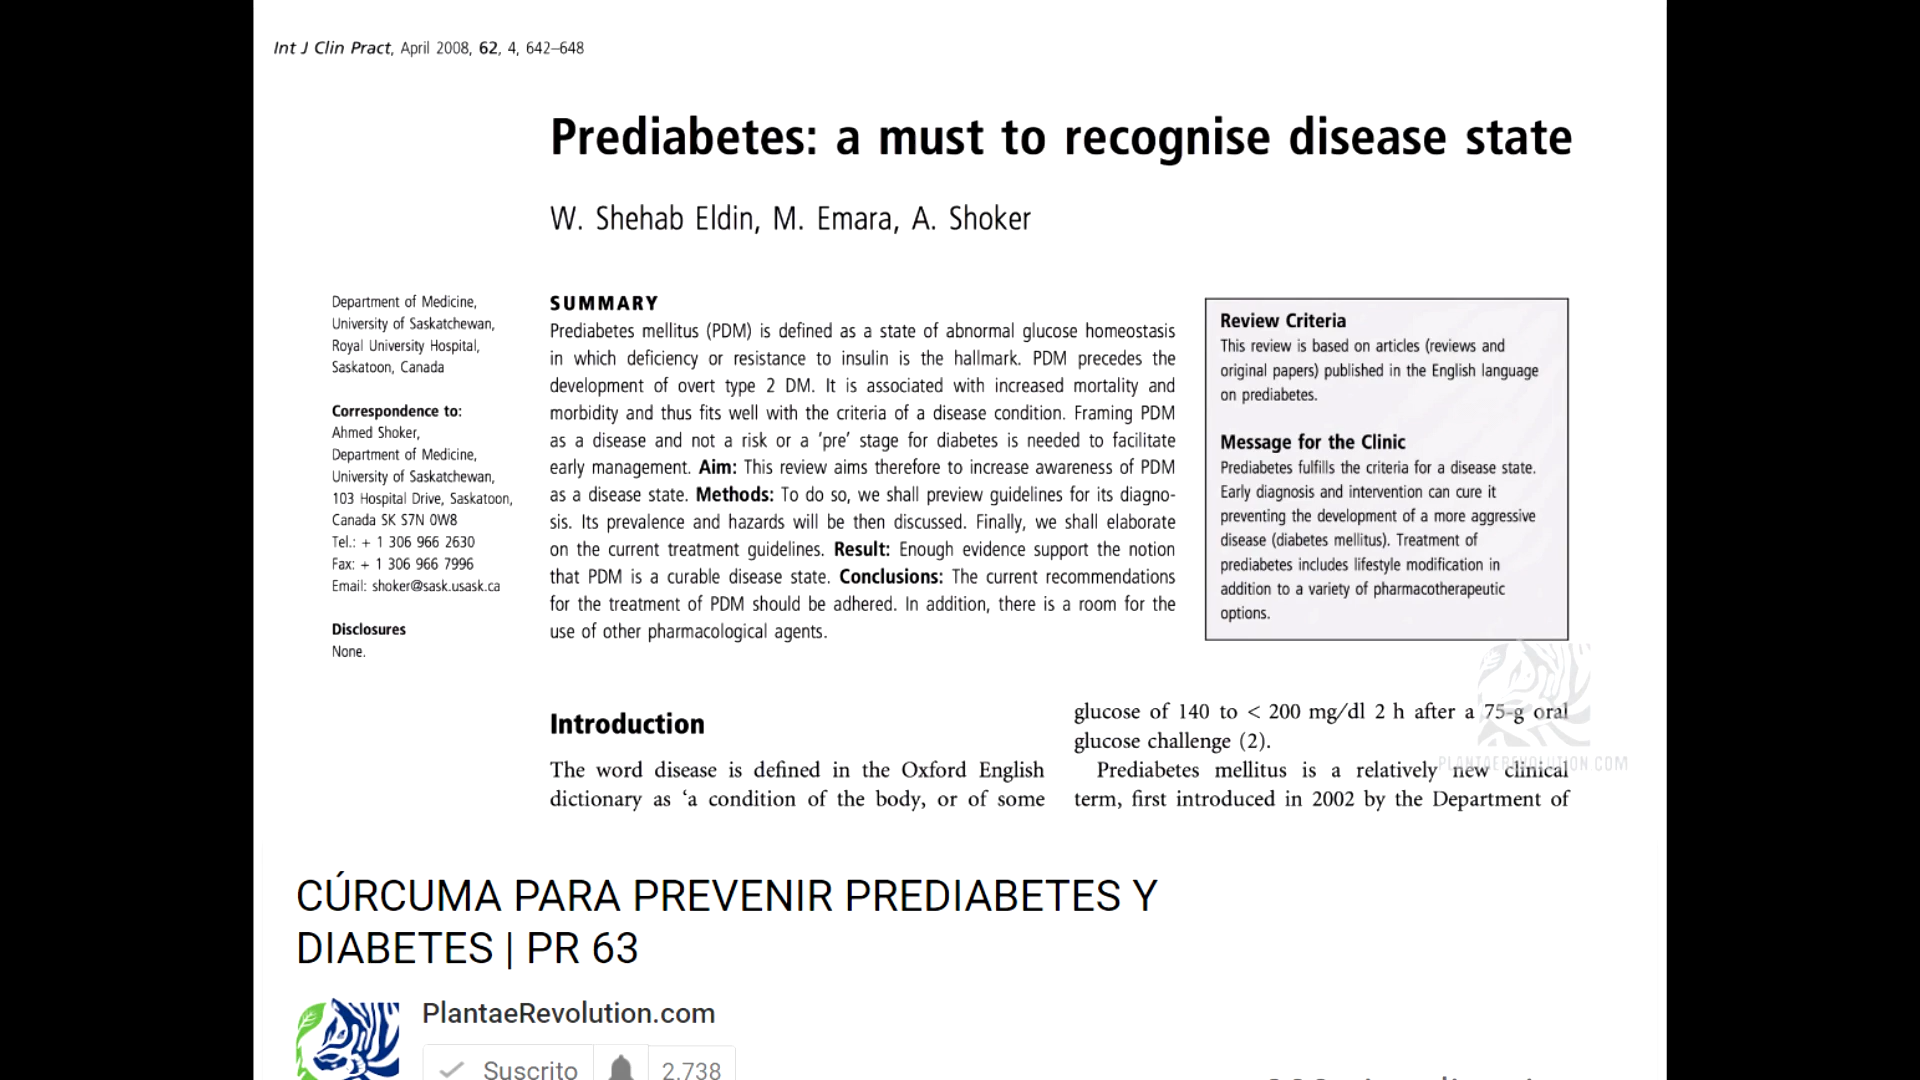 Int J Clin Pract, April 2008, 62, 4, 642–648
Prediabetes: a must to recognise disease state
W. Shehab Eldin, M. Emara, A. Shoker
Department of Medicine,
University of Saskatchewan,
Royal University Hospital,
Saskatoon, Canada
Correspondence to:
Ahmed Shoker,
Department of Medicine,
University of Saskatchewan,
103 Hospital Drive, Saskatoon,
Canada SK S7N 0W8
Tel.: + 1 306 966 2630
Fax: + 1 306 966 7996
Email: shoker@sask.usask.ca
Disclosures
None.
SUMMARY
Prediabetes mellitus (PDM) is defined as a state of abnormal glucose homeostasis
in which deficiency or resistance to insulin is the hallmark. PDM precedes the
development of overt type 2 DM. It is associated with increased mortality and
morbidity and thus fits well with the criteria of a disease condition. Framing PDM
as a disease and not a risk or a ‘pre’ stage for diabetes is needed to facilitate
early management. Aim: This review aims therefore to increase awareness of PDM
as a disease state. Methods: To do so, we shall preview guidelines for its diagno-
sis. Its prevalence and hazards will be then discussed. Finally, we shall elaborate
on the current treatment guidelines. Result: Enough evidence support the notion
that PDM is a curable disease state. Conclusions: The current recommendations
for the treatment of PDM should be adhered. In addition, there is a room for the
use of other pharmacological agents.
Review Criteria
This review is based on articles (reviews and
original papers) published in the English language
on prediabetes.
Message for the Clinic
Prediabetes fulfills the criteria for a disease state.
Early diagnosis and intervention can cure it
preventing the development of a more aggressive
disease (diabetes mellitus). Treatment of
prediabetes includes lifestyle modification in
addition to a variety of pharmacotherapeutic
options.
Introduction
The word disease is defined in the Oxford English
dictionary as ‘a condition of the body, or of some
glucose of 140 to < 200 mg/dl 2 h after a 75-g oral
glucose challenge (2).
Prediabetes mellitus is a relatively new clinical
term, first introduced in 2002 by the Department of
PLANTAEREVOLUTION.COM
CÚRCUMA PARA PREVENIR PREDIABETES Y
DIABETES | PR 63
PlantaeRevolution.com
Suscrito 2.738